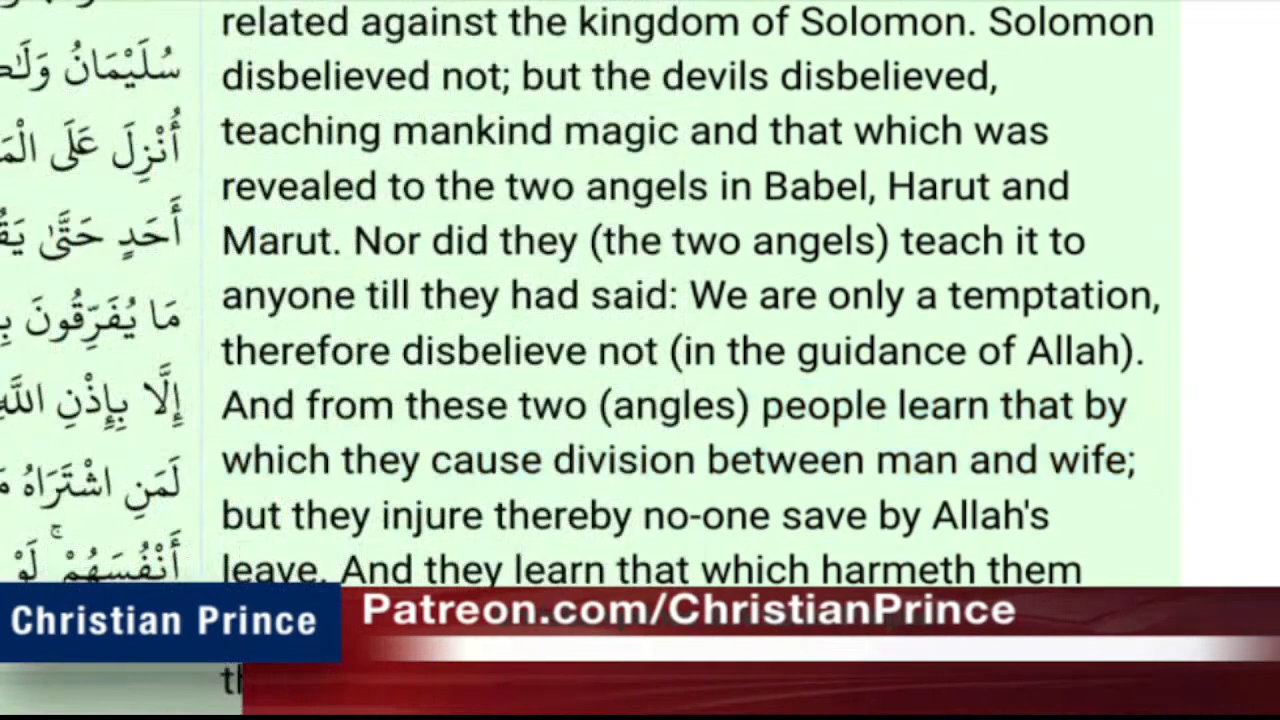 related against the kingdom of Solomon. Solomon
disbelieved not; but the devils disbelieved,
teaching mankind magic and that which was
revealed to the two angels in Babel, Harut and
Marut. Nor did they (the two angels) teach it to
anyone till they had said: We are only a temptation,
therefore disbelieve not (in the guidance of Allah).
And from these two (angles) people learn that by
which they cause division between man and wife;
but they injure thereby no-one save by Allah's
leave. And they learn that which harmeth them
سُلَيْمَانُ
أُنْزِلَ عَلَى
أَحَدٍ حَتَّىٰ
مَا يُفَرِّقُونَ
إِلَّا بِإِذْنِ اللَّهِ
لَمَنِ اشْتَرَاهُ
أَنْفُسَهُمْ ۚ لَوْ
Christian Prince
Patreon.com/ChristianPrince